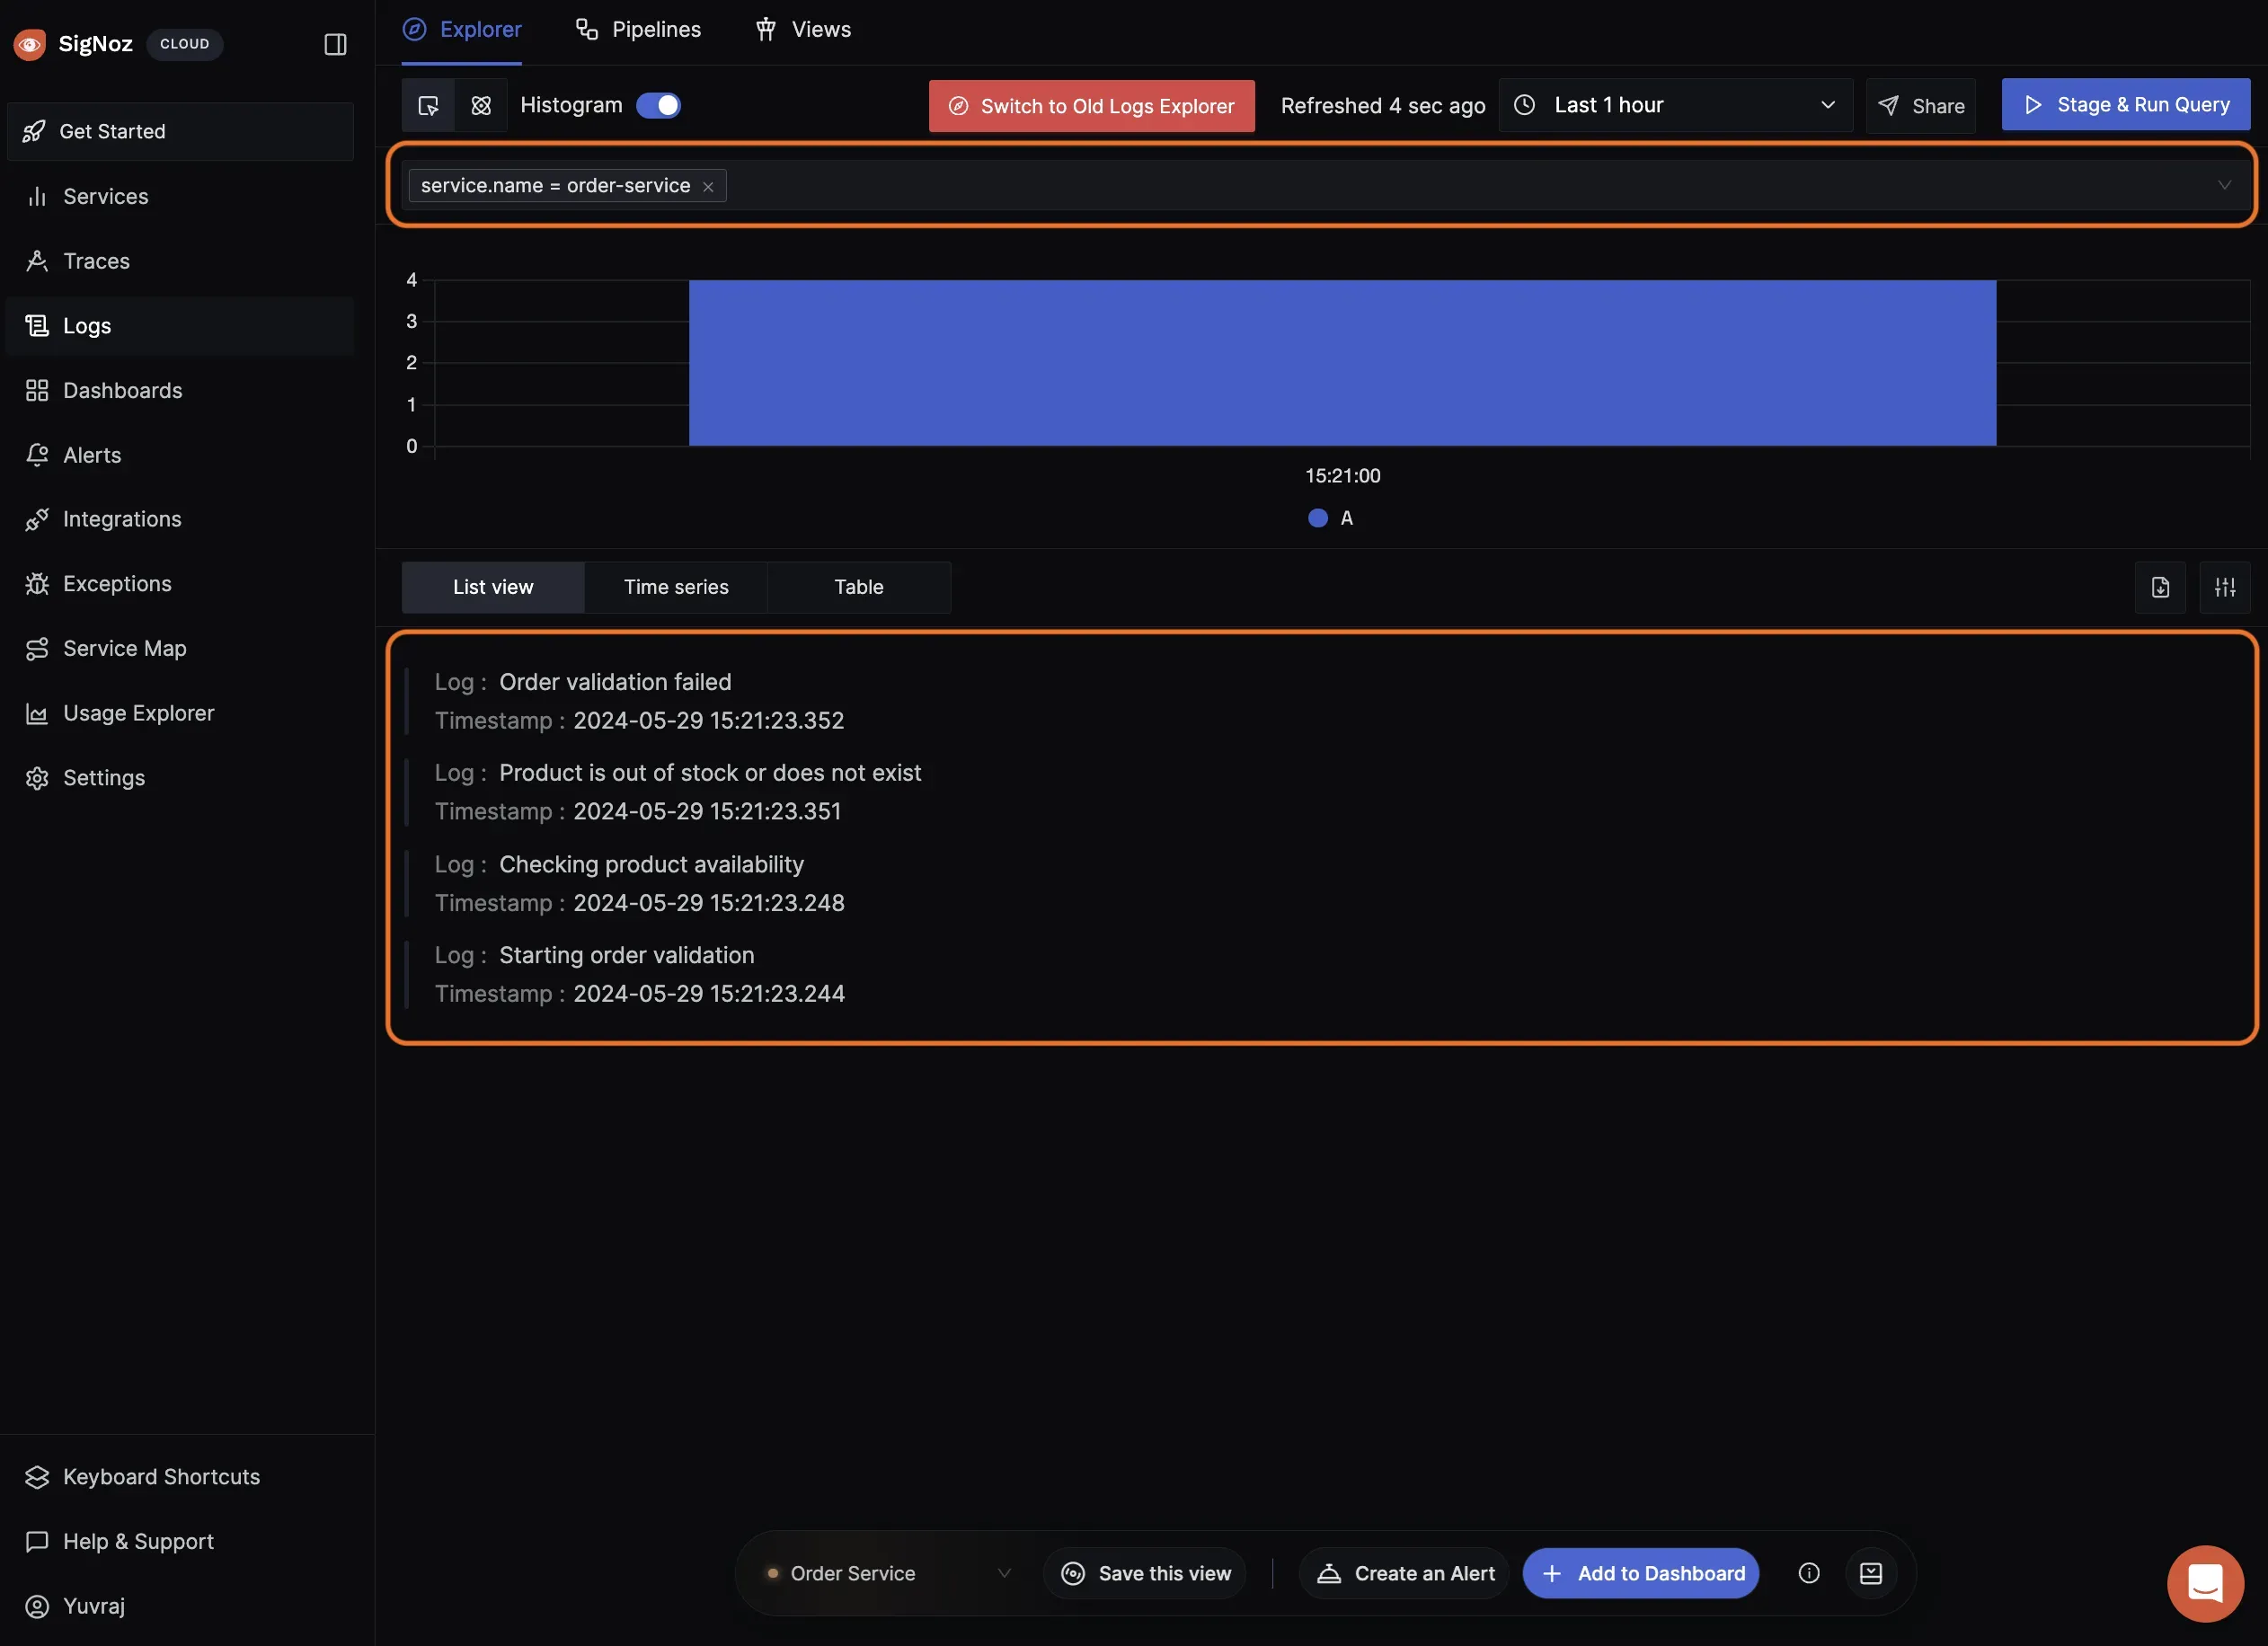 SigNoz CLOUD
Get Started
Services
Traces
Logs
Dashboards
Alerts
Integrations
Exceptions
Service Map
Usage Explorer
Settings
Keyboard Shortcuts
Help & Support
Yuvraj
Explorer Pipelines Views
Histogram Switch to Old Logs Explorer Refreshed 4 sec ago Last 1 hour Share Stage & Run Query
service.name = order-service ×
4
3
2
1
0
15:21:00
A
List view Time series Table
Log : Order validation failed
Timestamp : 2024-05-29 15:21:23.352
Log : Product is out of stock or does not exist
Timestamp : 2024-05-29 15:21:23.351
Log : Checking product availability
Timestamp : 2024-05-29 15:21:23.248
Log : Starting order validation
Timestamp : 2024-05-29 15:21:23.244
Order Service Save this view Create an Alert + Add to Dashboard